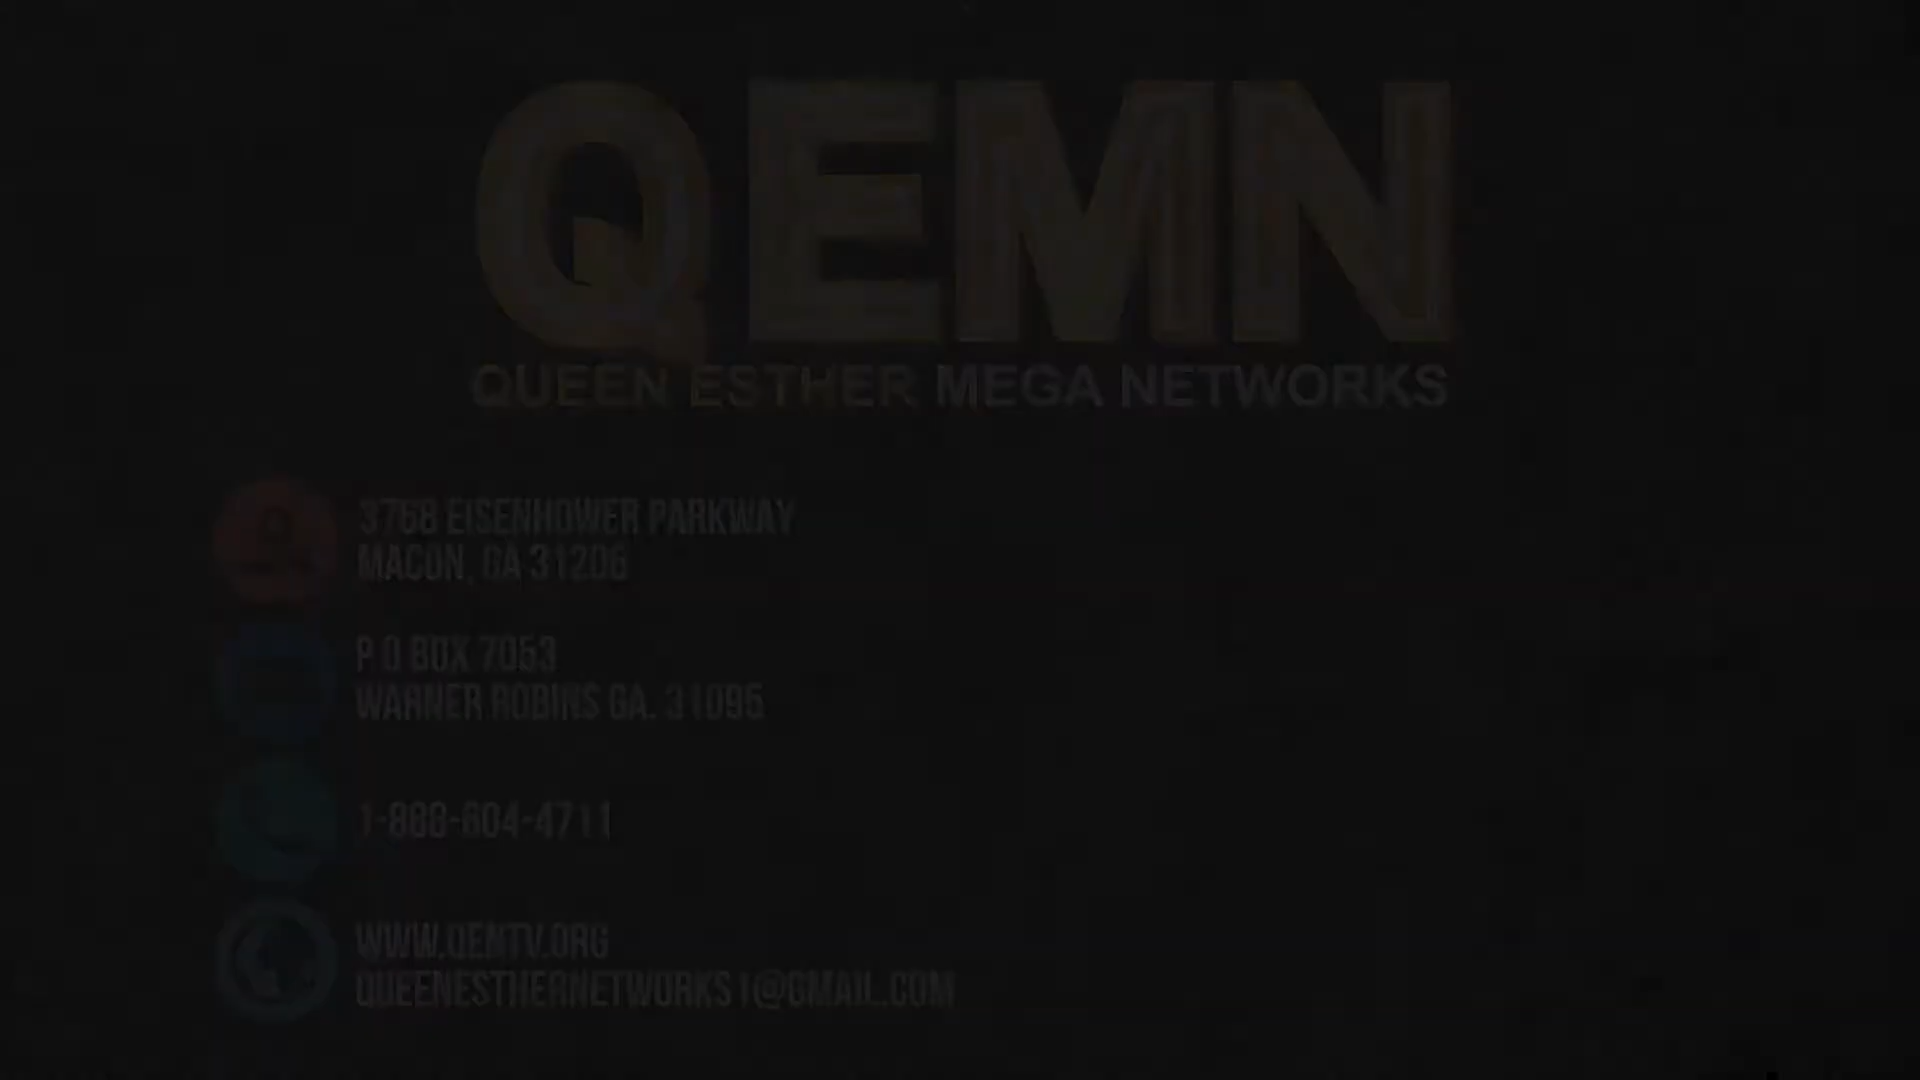 QEMN
QUEEN ESTHER MEGA NETWORKS
3768 EISENHOWER PARKWAY
MACON, GA 31206
P O BOX 7053
WARNER ROBINS GA. 31095
1-888-604-4711
WWW.QEMTV.ORG
QUEENESTHERNETWORKS1@GMAIL.COM